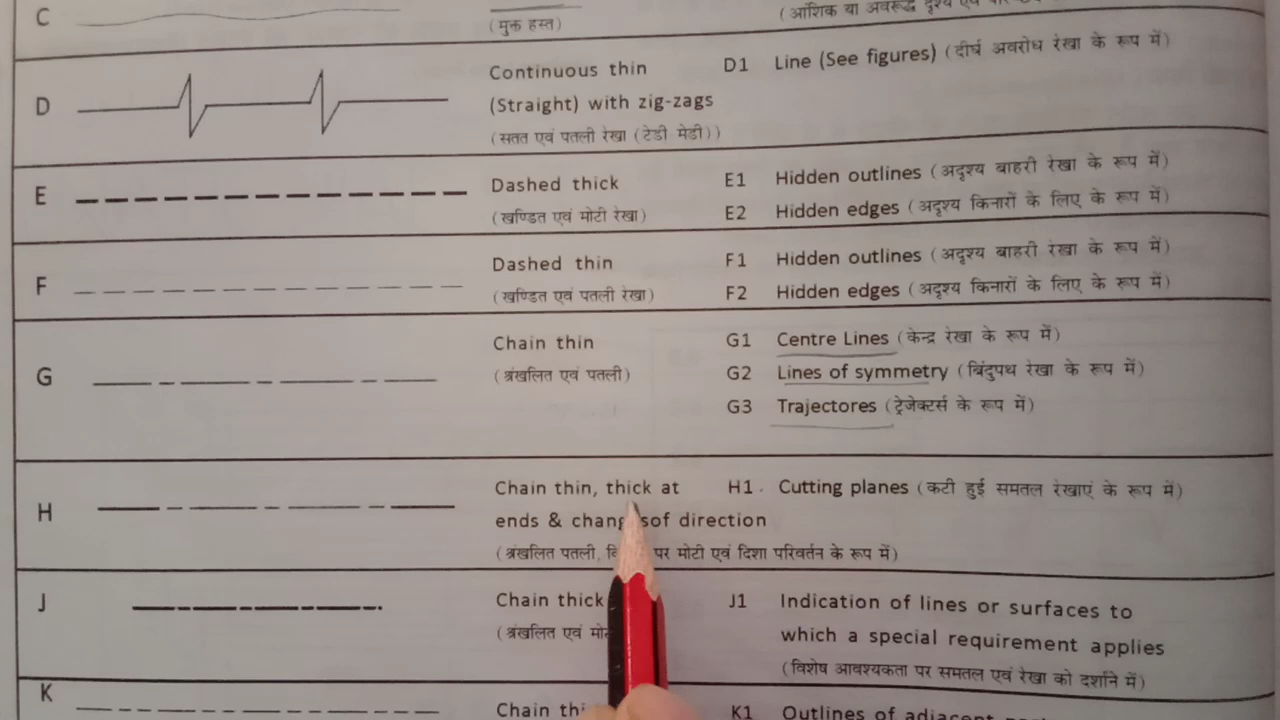 C
(मुक्त हस्त)
(आंशिक या अवरूद्ध दृश्य एवं
D Continuous thin D1 Line (See figures) (दीर्घ अवरोध रेखा के रूप में)
(Straight) with zig-zags
(सतत एवं पतली रेखा (टेडी मेडी))
E Dashed thick E1 Hidden outlines (अदृश्य बाहरी रेखा के रूप में)
(खण्डित एवं मोटी रेखा) E2 Hidden edges (अदृश्य किनारों के लिए के रूप में)
F Dashed thin F1 Hidden outlines (अदृश्य बाहरी रेखा के रूप में)
(खण्डित एवं पतली रेखा) F2 Hidden edges (अदृश्य किनारों के लिए के रूप में)
G Chain thin G1 Centre Lines (केन्द्र रेखा के रूप में)
(श्रंखलित एवं पतली) G2 Lines of symmetry (बिंदुपथ रेखा के रूप में)
G3 Trajectores (ट्रेजेक्टर्स के रूप में)
H Chain thin, thick at H1 Cutting planes (कटी हुई समतल रेखाएं के रूप में)
ends & changesof direction
(श्रंखलित पतली, पर मोटी एवं दिशा परिवर्तन के रूप में)
J Chain thick J1 Indication of lines or surfaces to
(श्रंखलित एवं which a special requirement applies
(विशेष आवश्यकता पर समतल एवं रेखा को दर्शाने में)
K Chain K1 Outlines of adjacent